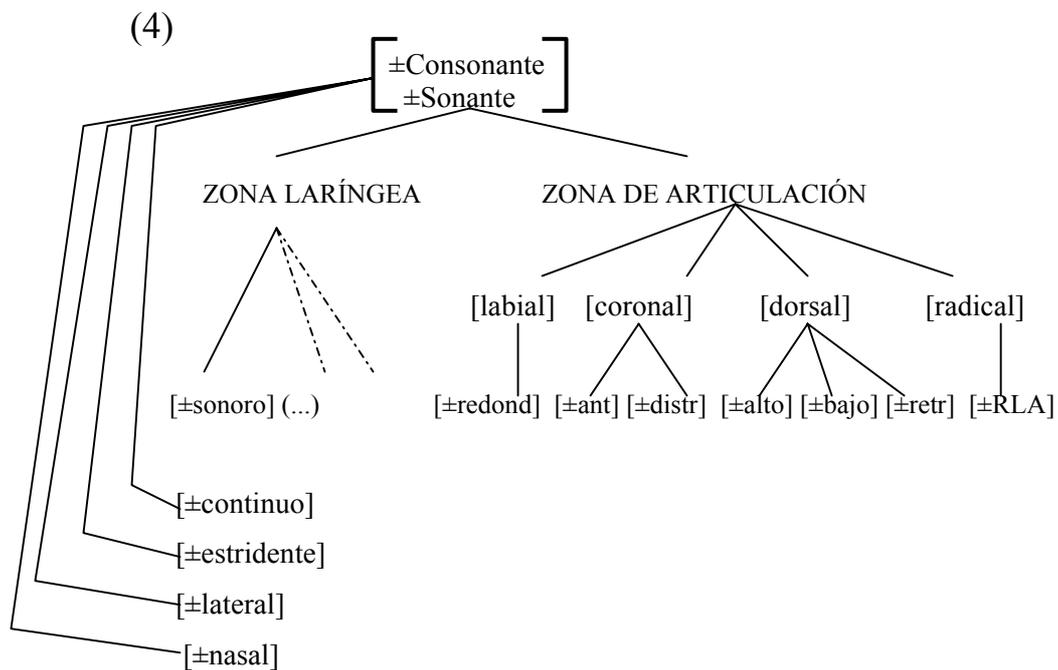 (4)
±Consonante
±Sonante
ZONA LARÍNGEA ZONA DE ARTICULACIÓN
[labial] [coronal] [dorsal] [radical]
[±sonoro] (...) [±redond] [±ant] [±distr] [±alto] [±bajo] [±retr] [±RLA]
[±continuo]
[±estridente]
[±lateral]
[±nasal]